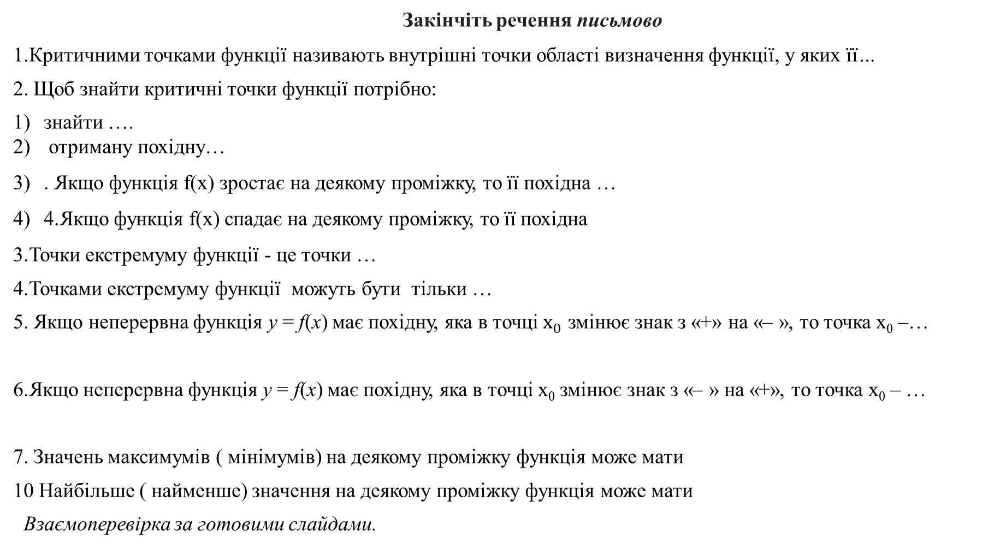 Закінчіть речення письмово
1.Критичними точками функції називають внутрішні точки області визначення функції, у яких її...
2. Щоб знайти критичні точки функції потрібно:
1) знайти ….
2) отриману похідну…
3) . Якщо функція f(x) зростає на деякому проміжку, то її похідна …
4) 4.Якщо функція f(x) спадає на деякому проміжку, то її похідна
3.Точки екстремуму функції - це точки …
4.Точками екстремуму функції можуть бути тільки …
5. Якщо неперервна функція y = f(x) має похідну, яка в точці x₀ змінює знак з «+» на «– », то точка x₀ –…
6.Якщо неперервна функція y = f(x) має похідну, яка в точці x₀ змінює знак з «– » на «+», то точка x₀ – …
7. Значень максимумів ( мінімумів) на деякому проміжку функція може мати
10 Найбільше ( найменше) значення на деякому проміжку функція може мати
Взаємоперевірка за готовими слайдами.